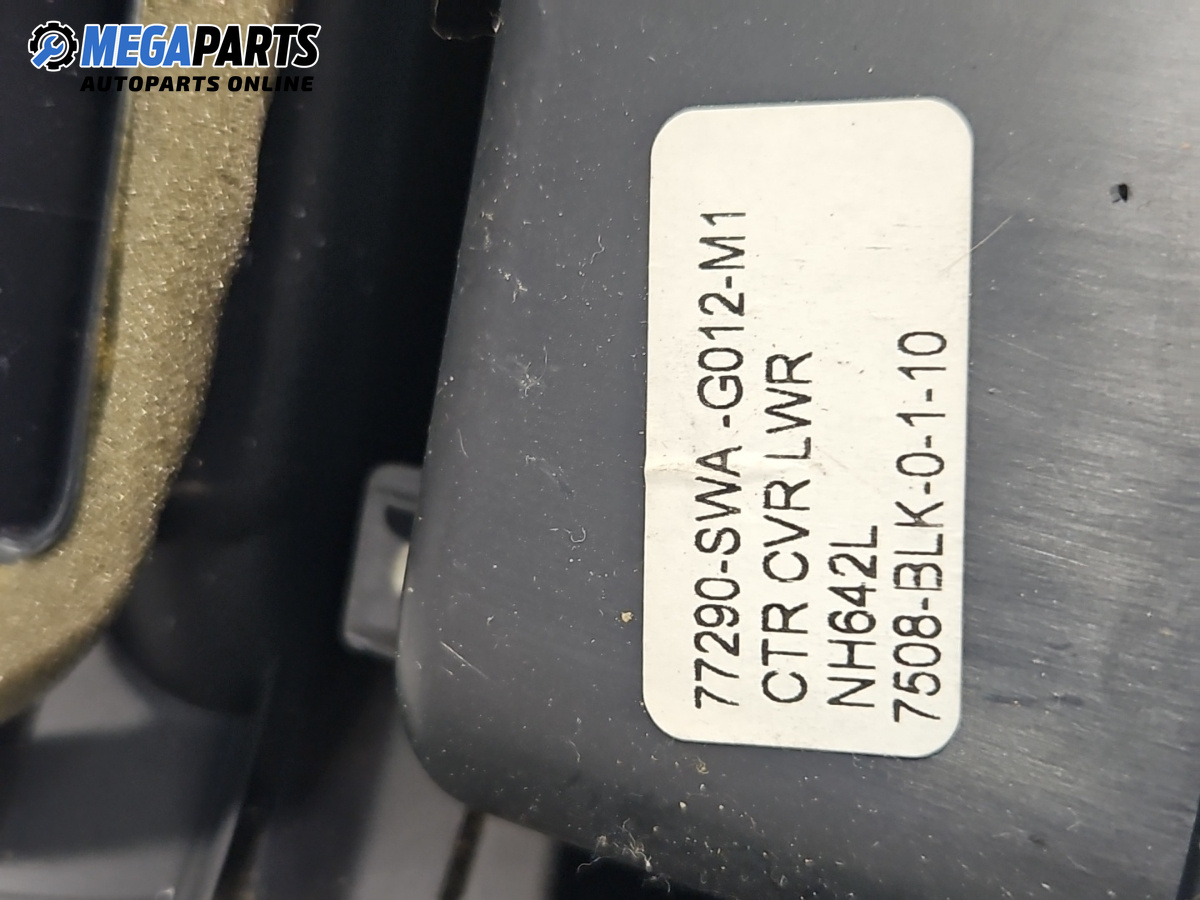 MEGAPARTS
AUTOPARTS ONLINE
77290-SWA -G012-M1
CTR CVR LWR
NH642L
7508-BLK-0-1-10